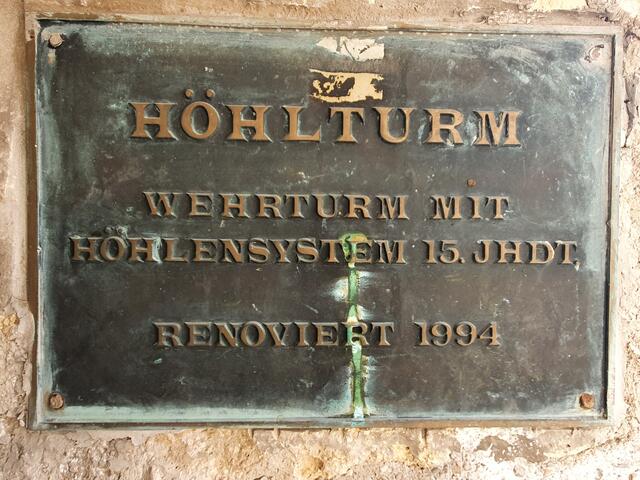 HÖHLTURM
WEHRTURM MIT
HÖHLENSYSTEM 15. JHDT.
RENOVIERT 1994